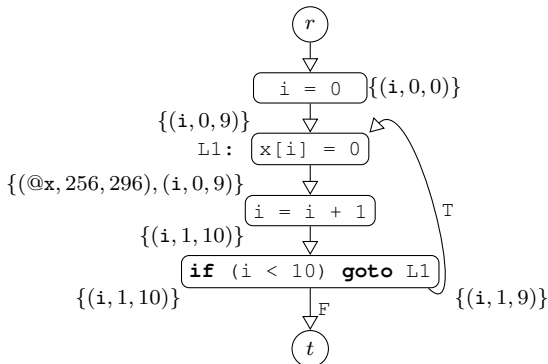 r
i = 0 {(i, 0, 0)}
{(i, 0, 9)}
L1: x[i] = 0
{(@x, 256, 296), (i, 0, 9)}
i = i + 1 T
{(i, 1, 10)}
if (i < 10) goto L1
{(i, 1, 10)} F {(i, 1, 9)}
t